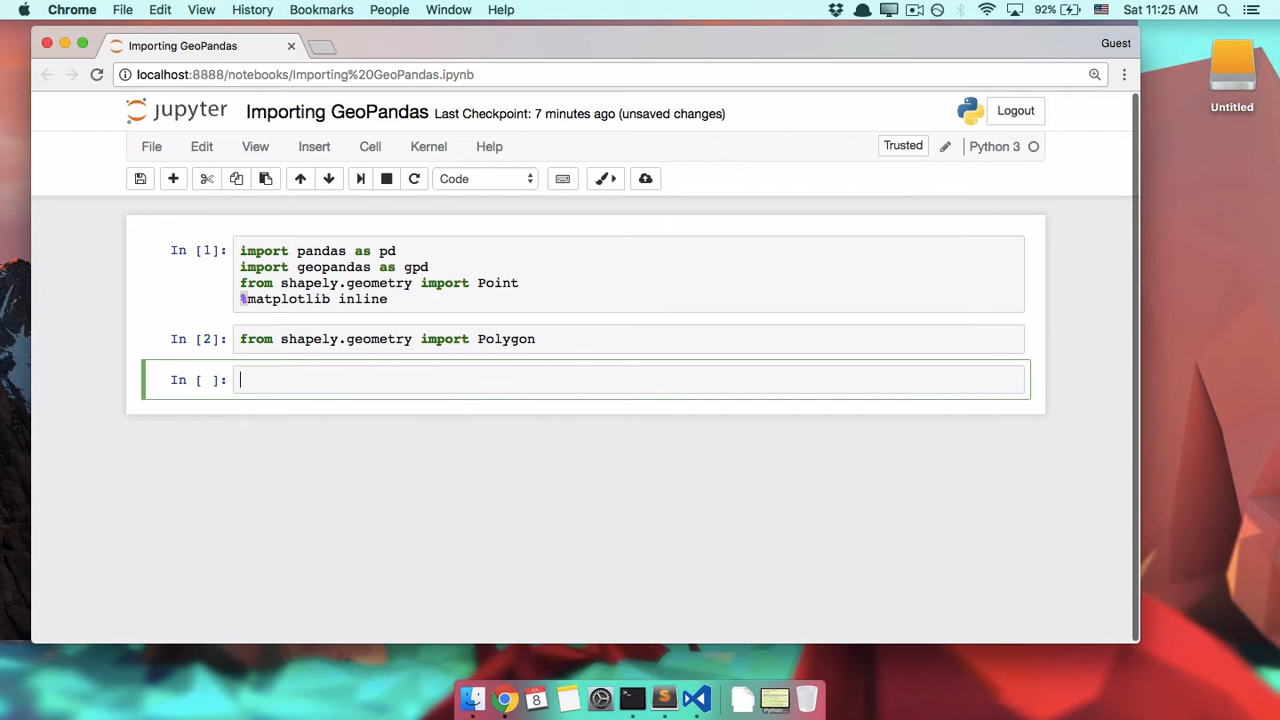 Chrome File Edit View History Bookmarks People Window Help 92% Sat 11:25 AM
Importing GeoPandas Guest
localhost:8888/notebooks/Importing%20GeoPandas.ipynb
Untitled
jupyter Importing GeoPandas Last Checkpoint: 7 minutes ago (unsaved changes) Logout
File Edit View Insert Cell Kernel Help Trusted Python 3
Code
In [1]: import pandas as pd
import geopandas as gpd
from shapely.geometry import Point
%matplotlib inline
In [2]: from shapely.geometry import Polygon
In [ ]:
8